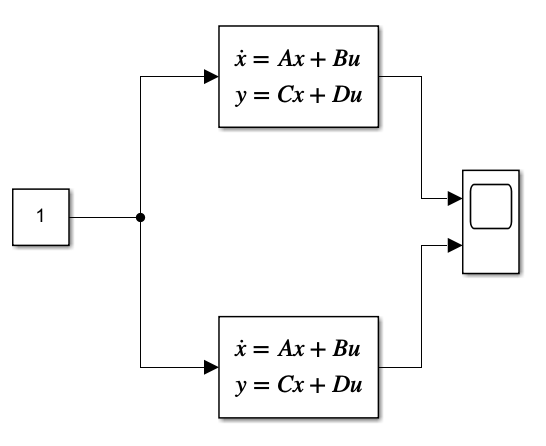 ẋ = Ax + Bu
y = Cx + Du
1
ẋ = Ax + Bu
y = Cx + Du